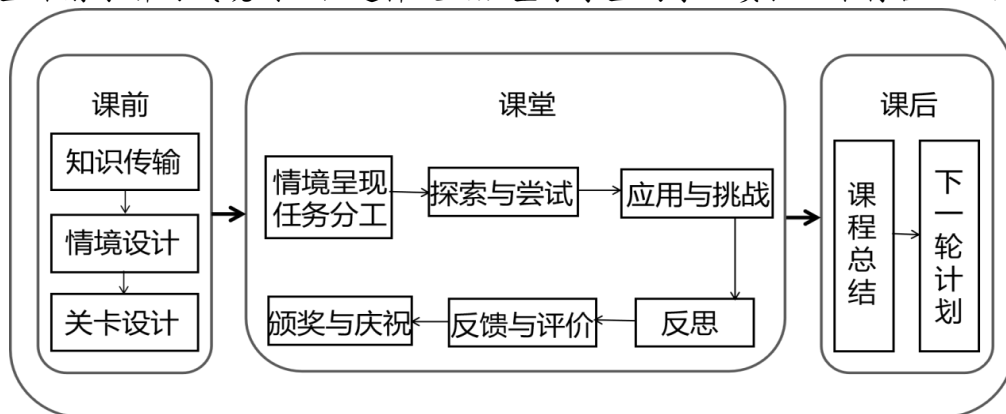 课前
知识传输
情境设计
关卡设计
课堂
情境呈现
任务分工
探索与尝试
应用与挑战
反思
反馈与评价
颁奖与庆祝
课后
课程总结
下一轮计划